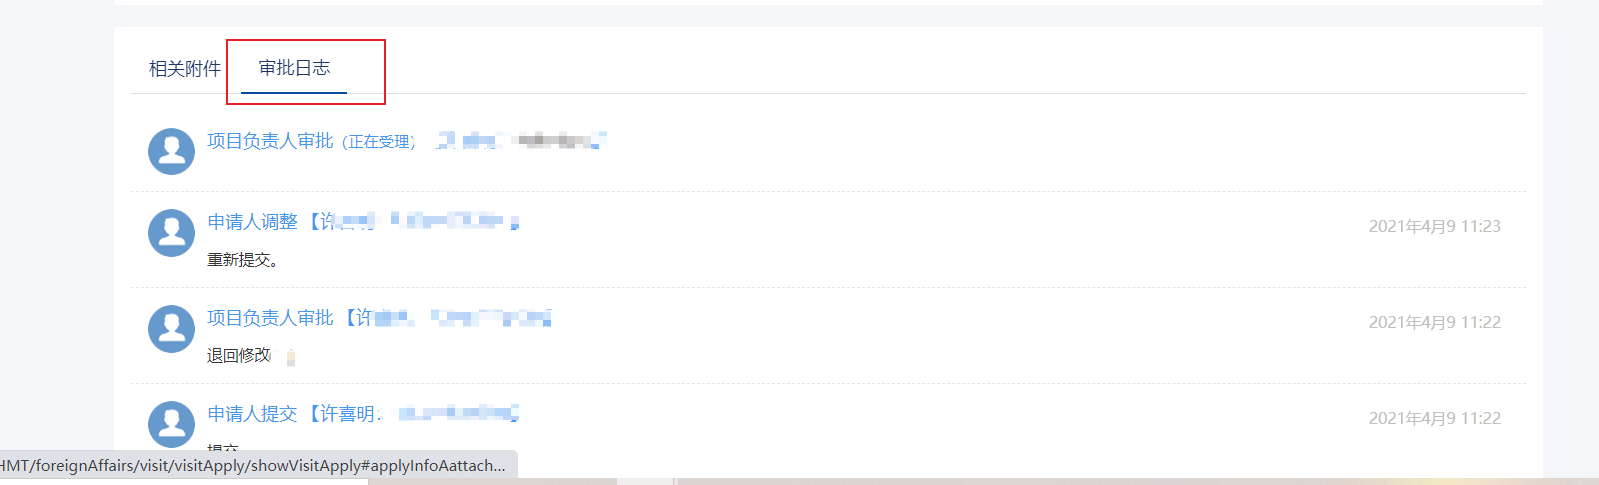 相关附件 审批日志
项目负责人审批（正在受理）
申请人调整【许
2021年4月9 11:23
重新提交。
项目负责人审批【许
2021年4月9 11:22
退回修改
申请人提交【许喜明
2021年4月9 11:22
提交
HMT/foreignAffairs/visit/visitApply/showVisitApply#applyInfoAattach...